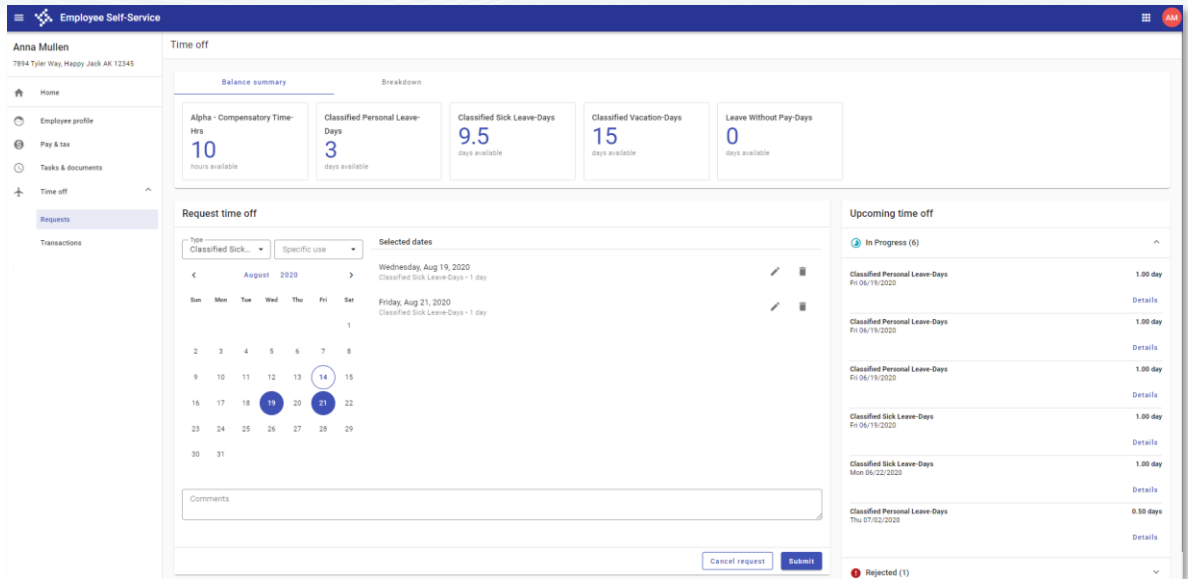 Employee Self-Service
AM
Anna Mullen
7894 Tyler Way, Happy Jack AK 12345
Home
Employee profile
Pay & tax
Tasks & documents
Time off
Requests
Transactions
Time off
Balance summary
Breakdown
Alpha - Compensatory Time-
Hrs
10
hours available
Classified Personal Leave-
Days
3
days available
Classified Sick Leave-Days
9.5
days available
Classified Vacation-Days
15
days available
Leave Without Pay-Days
0
days available
Request time off
Type
Classified Sick...
Specific use
August 2020
Sun Mon Tue Wed Thu Fri Sat
1
2 3 4 5 6 7 8
9 10 11 12 13 14 15
16 17 18 19 20 21 22
23 24 25 26 27 28 29
30 31
Selected dates
Wednesday, Aug 19, 2020
Classified Sick Leave-Days • 1 day
Friday, Aug 21, 2020
Classified Sick Leave-Days • 1 day
Comments
Cancel request
Submit
Upcoming time off
In Progress (6)
Classified Personal Leave-Days 1.00 day
Fri 06/19/2020
Details
Classified Personal Leave-Days 1.00 day
Fri 06/19/2020
Details
Classified Personal Leave-Days 1.00 day
Fri 06/19/2020
Details
Classified Sick Leave-Days 1.00 day
Fri 06/19/2020
Details
Classified Sick Leave-Days 1.00 day
Mon 06/22/2020
Details
Classified Personal Leave-Days 0.50 days
Thu 07/02/2020
Details
Rejected (1)